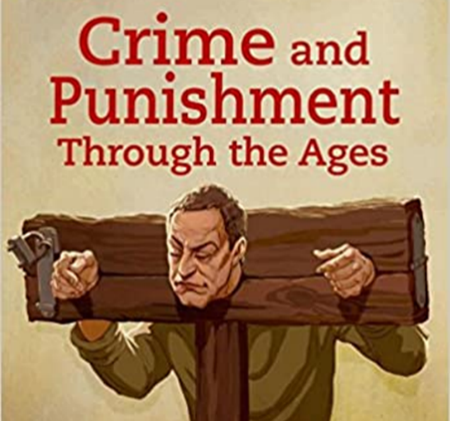 Crime and
Punishment
Through the Ages